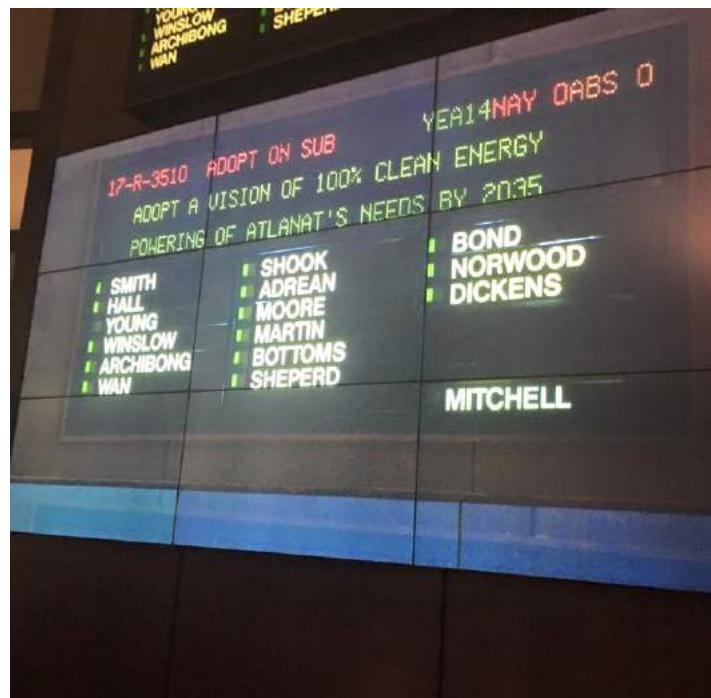 YOUNG
WINSLOW
ARCHIBONG
WAN
SHEPERD
YEA14NAY 0ABS 0
17-R-3510 ADOPT ON SUB
ADOPT A VISION OF 100% CLEAN ENERGY
POWERING OF ATLANAT'S NEEDS BY 2035
SMITH
HALL
YOUNG
WINSLOW
ARCHIBONG
WAN
SHOOK
ADREAN
MOORE
MARTIN
BOTTOMS
SHEPERD
BOND
NORWOOD
DICKENS
MITCHELL